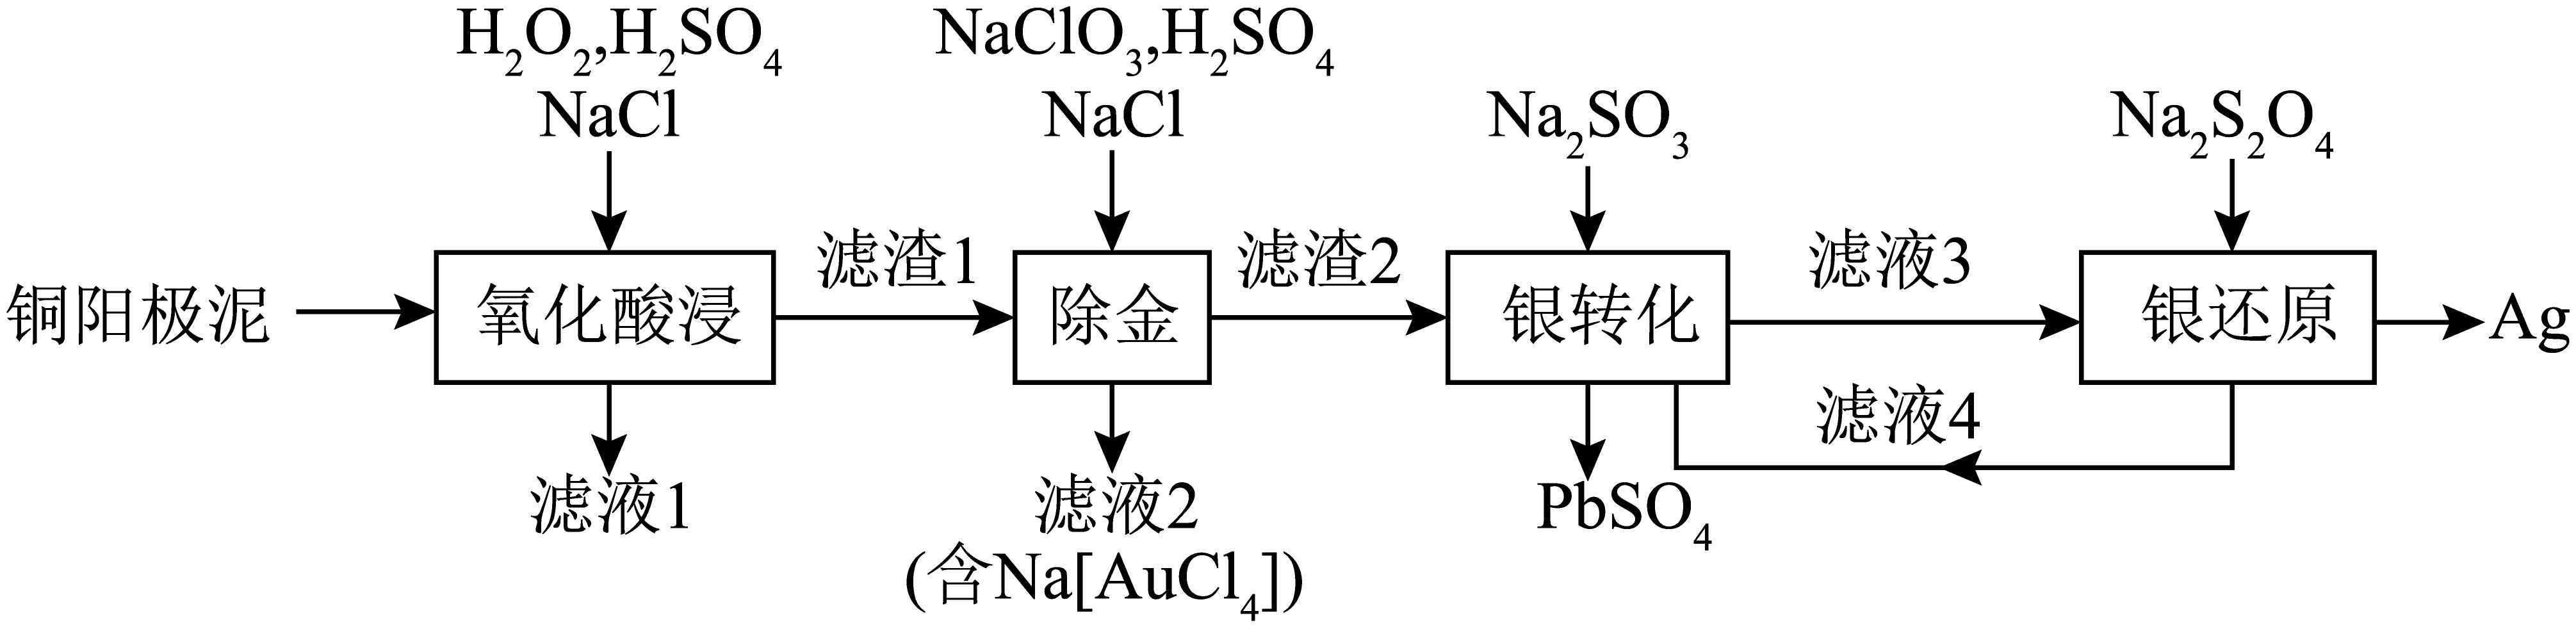 H₂O₂,H₂SO₄
NaCl
NaClO₃,H₂SO₄
NaCl
Na₂SO₃
Na₂S₂O₄
铜阳极泥
氧化酸浸
滤渣1
除金
滤渣2
银转化
滤液3
银还原
Ag
滤液4
滤液1
滤液2
(含Na[AuCl₄])
PbSO₄